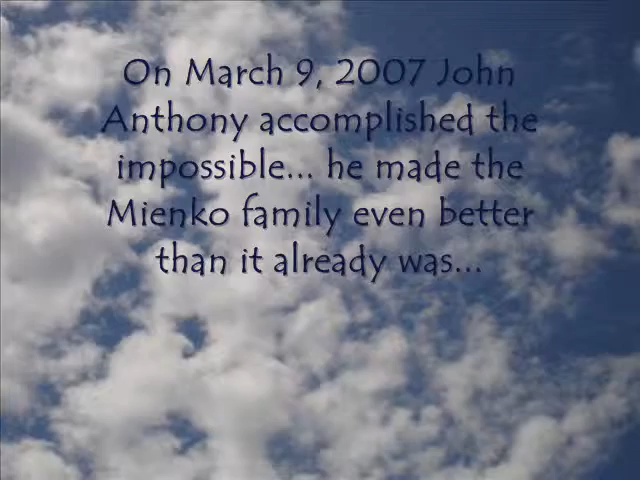 On March 9, 2007 John
Anthony accomplished the
impossible... he made the
Mienko family even better
than it already was...